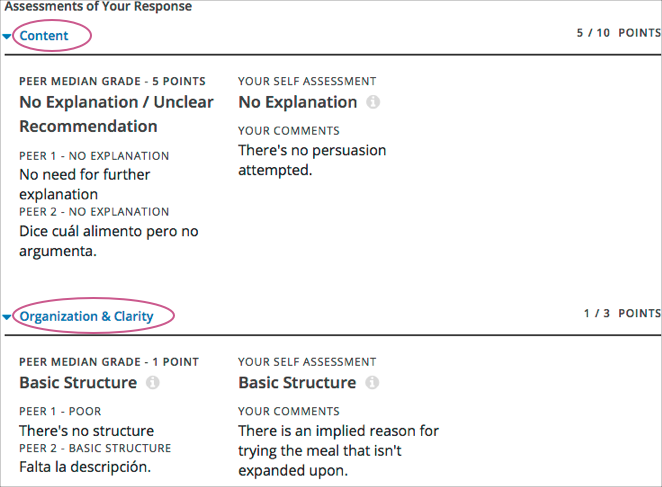 Assessments of Your Response
Content
5 / 10 POINTS
PEER MEDIAN GRADE - 5 POINTS
No Explanation / Unclear
Recommendation
PEER 1 - NO EXPLANATION
No need for further
explanation
PEER 2 - NO EXPLANATION
Dice cuál alimento pero no
argumenta.
YOUR SELF ASSESSMENT
No Explanation
YOUR COMMENTS
There's no persuasion
attempted.
Organization & Clarity
1 / 3 POINTS
PEER MEDIAN GRADE - 1 POINT
Basic Structure
PEER 1 - POOR
There's no structure
PEER 2 - BASIC STRUCTURE
Falta la descripción.
YOUR SELF ASSESSMENT
Basic Structure
YOUR COMMENTS
There is an implied reason for
trying the meal that isn't
expanded upon.